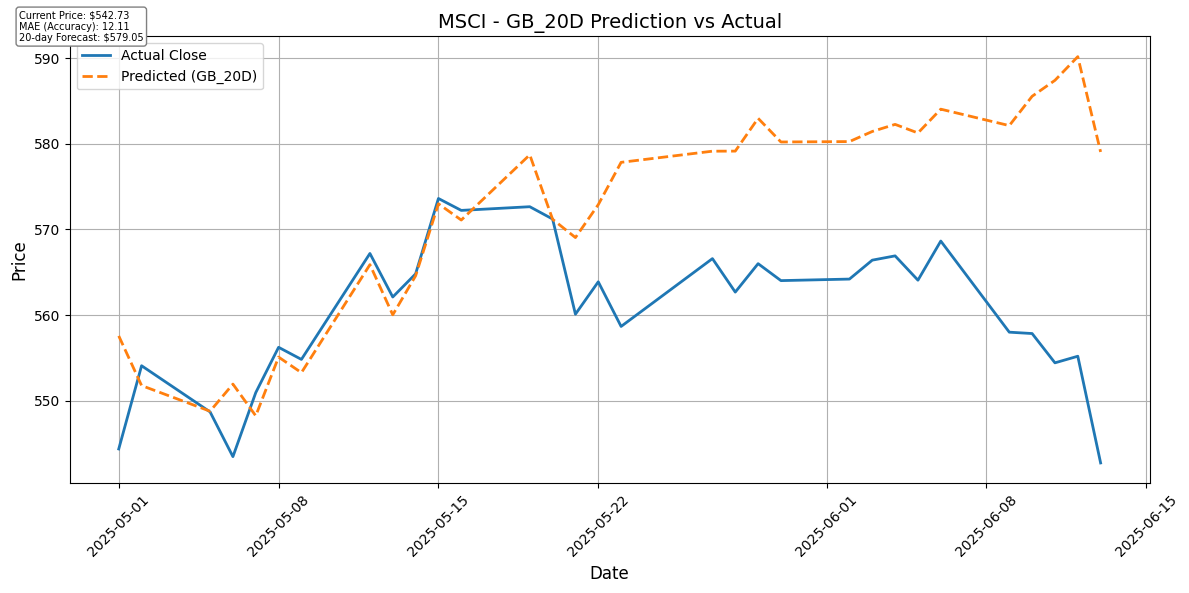 MSCI - GB_20D Prediction vs Actual
Current Price: $542.73
MAE (Accuracy): 12.11
20-day Forecast: $579.05
Actual Close
Predicted (GB_20D)
Price
590
580
570
560
550
2025-05-01
2025-05-08
2025-05-15
2025-05-22
2025-06-01
2025-06-08
2025-06-15
Date